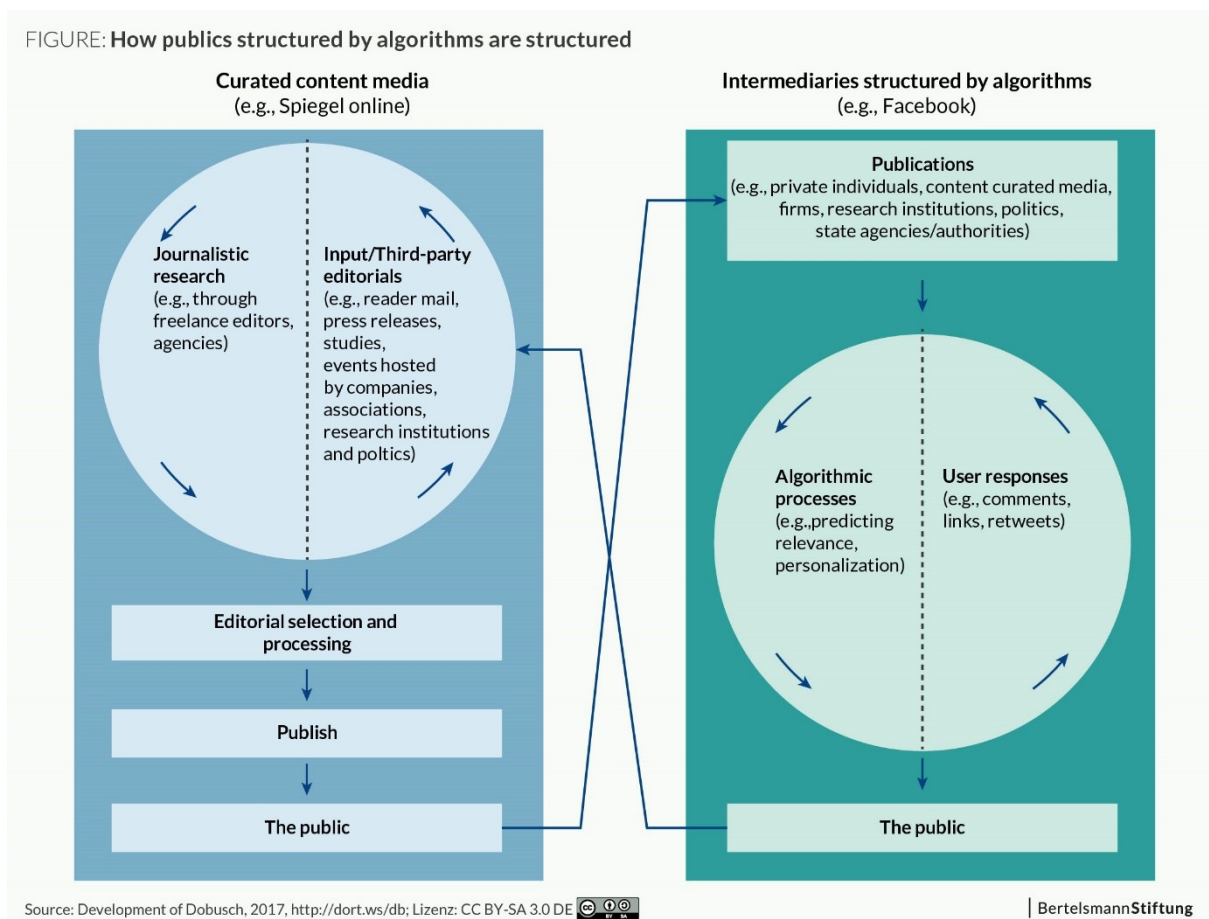 FIGURE: How publics structured by algorithms are structured
Curated content media
(e.g., Spiegel online)
Journalistic
research
(e.g., through
freelance editors,
agencies)
Input/Third-party
editorials
(e.g., reader mail,
press releases,
studies,
events hosted
by companies,
associations,
research institutions
and poltics)
Editorial selection and
processing
Publish
The public
Intermediaries structured by algorithms
(e.g., Facebook)
Publications
(e.g., private individuals, content curated media,
firms, research institutions, politics,
state agencies/authorities)
Algorithmic
processes
(e.g.,predicting
relevance,
personalization)
User responses
(e.g., comments,
links, retweets)
The public
Source: Development of Dobusch, 2017, http://dort.ws/db; Lizenz: CC BY-SA 3.0 DE
cc BY SA
BertelsmannStiftung